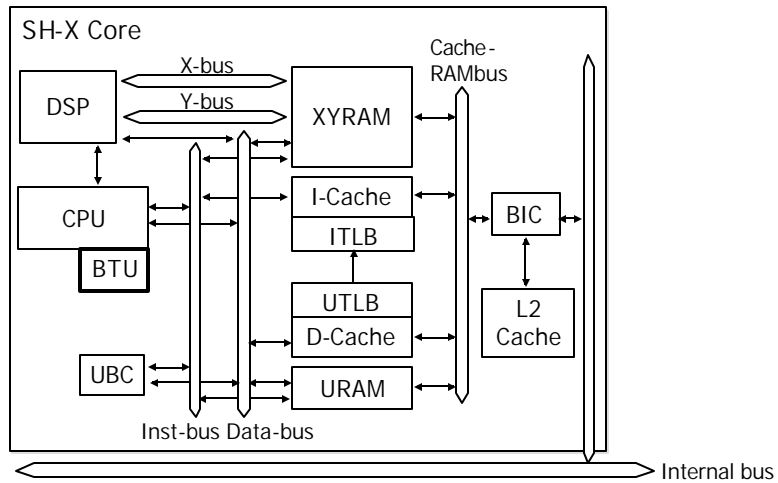 SH-X Core
X-bus
Cache-
RAMbus
DSP
Y-bus
XYRAM
I-Cache
CPU
BIC
ITLB
BTU
UTLB
L2
Cache
D-Cache
UBC
URAM
Inst-bus Data-bus
Internal bus